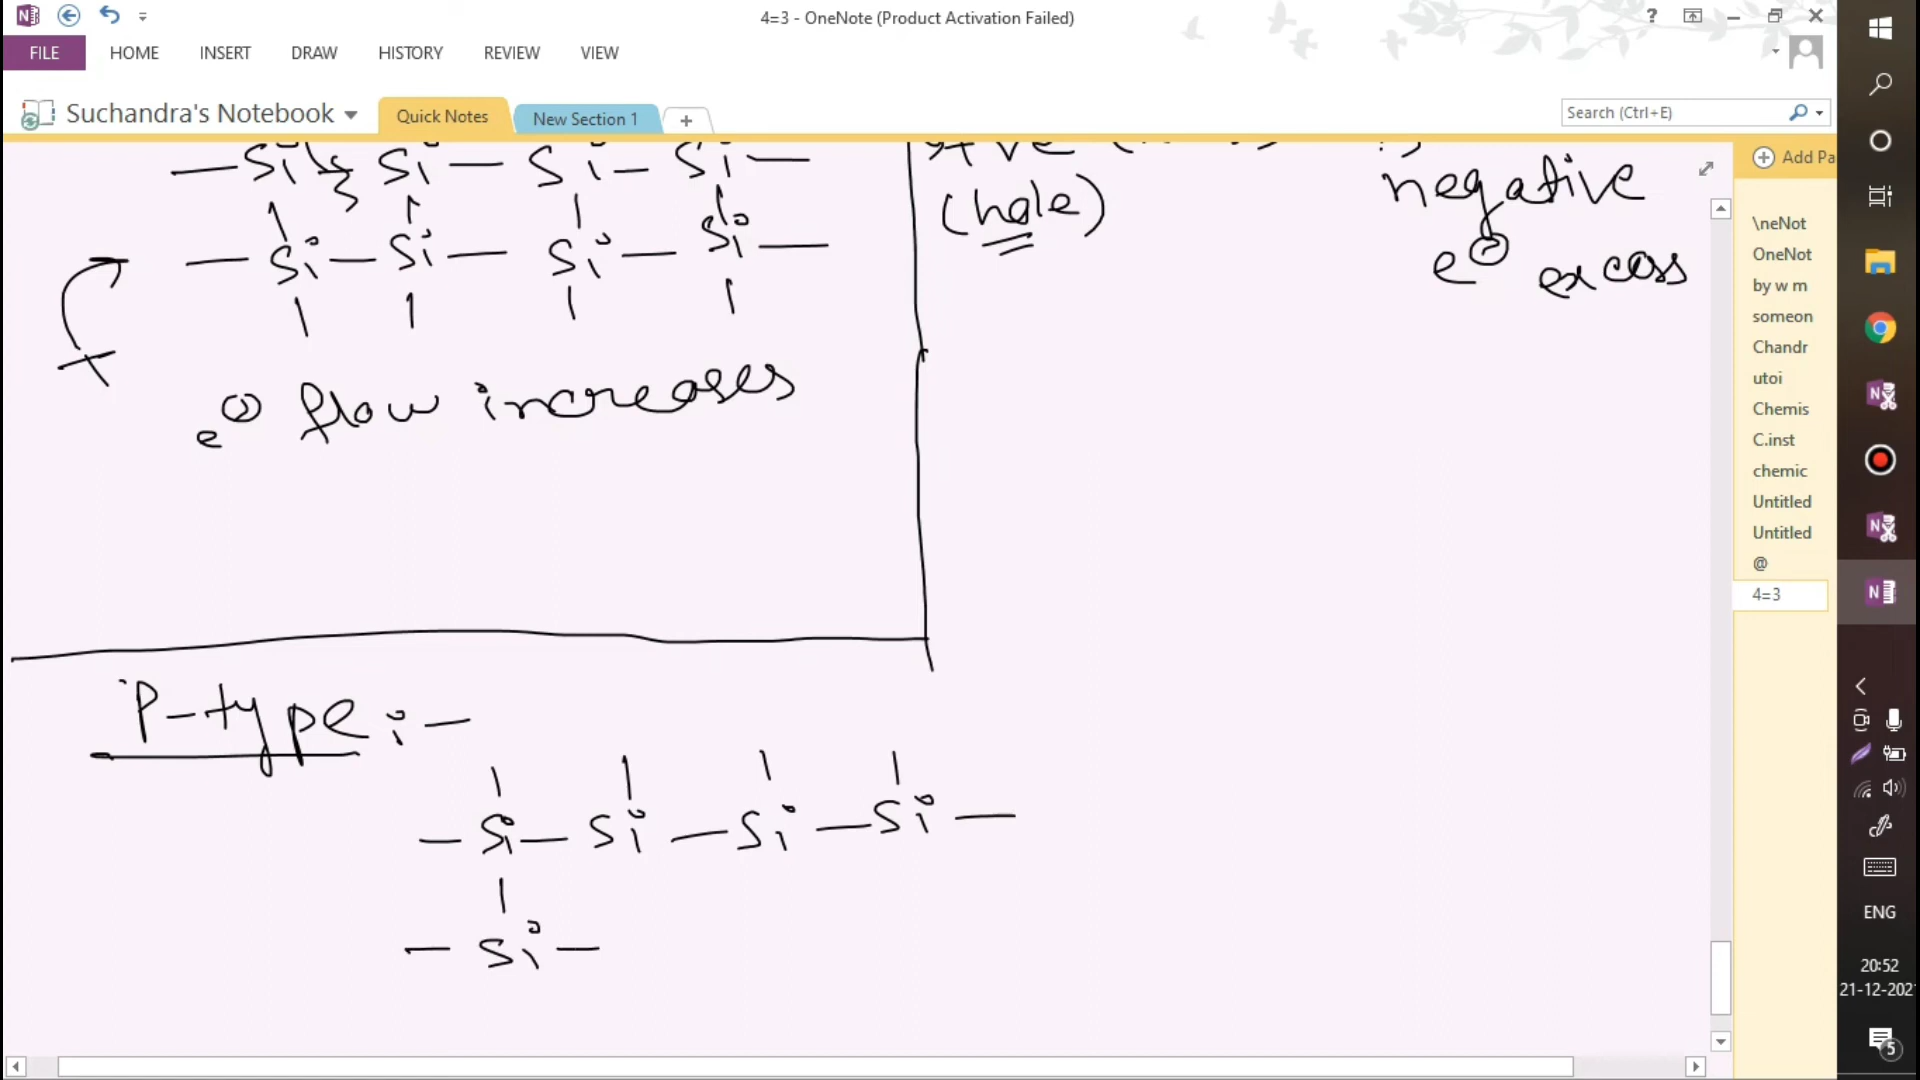 4=3 - OneNote (Product Activation Failed)
FILE HOME INSERT DRAW HISTORY REVIEW VIEW
Suchandra's Notebook Quick Notes New Section 1 + Search (Ctrl+E)
Add Pa
\neNot
OneNot
by w m
someon
Chandr
utoi
Chemis
C.inst
chemic
Untitled
Untitled
@
4=3
— Si Si — Si — Si —
— Si — Si — Si — Si —
e⊖ flow increases
(hole)
negative
e⊖ excess
P-type :-
— Si — Si — Si — Si —
— Si —
ENG
20:52
21-12-202
5